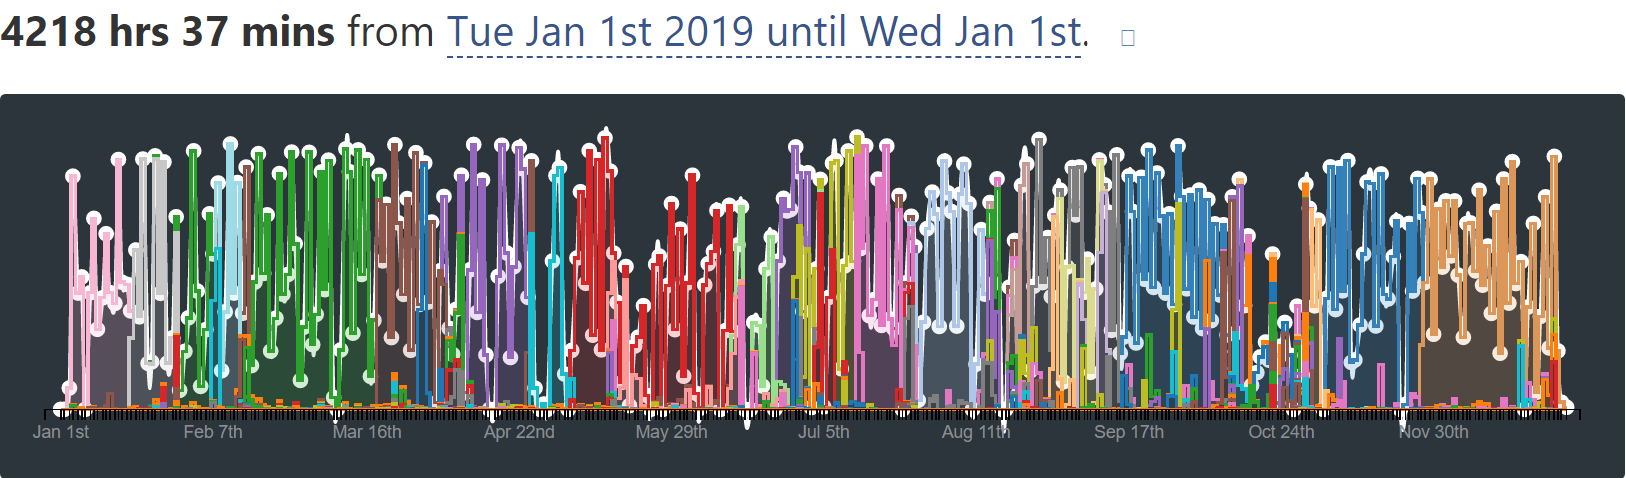 4218 hrs 37 mins from Tue Jan 1st 2019 until Wed Jan 1st.
Jan 1st Feb 7th Mar 16th Apr 22nd May 29th Jul 5th Aug 11th Sep 17th Oct 24th Nov 30th